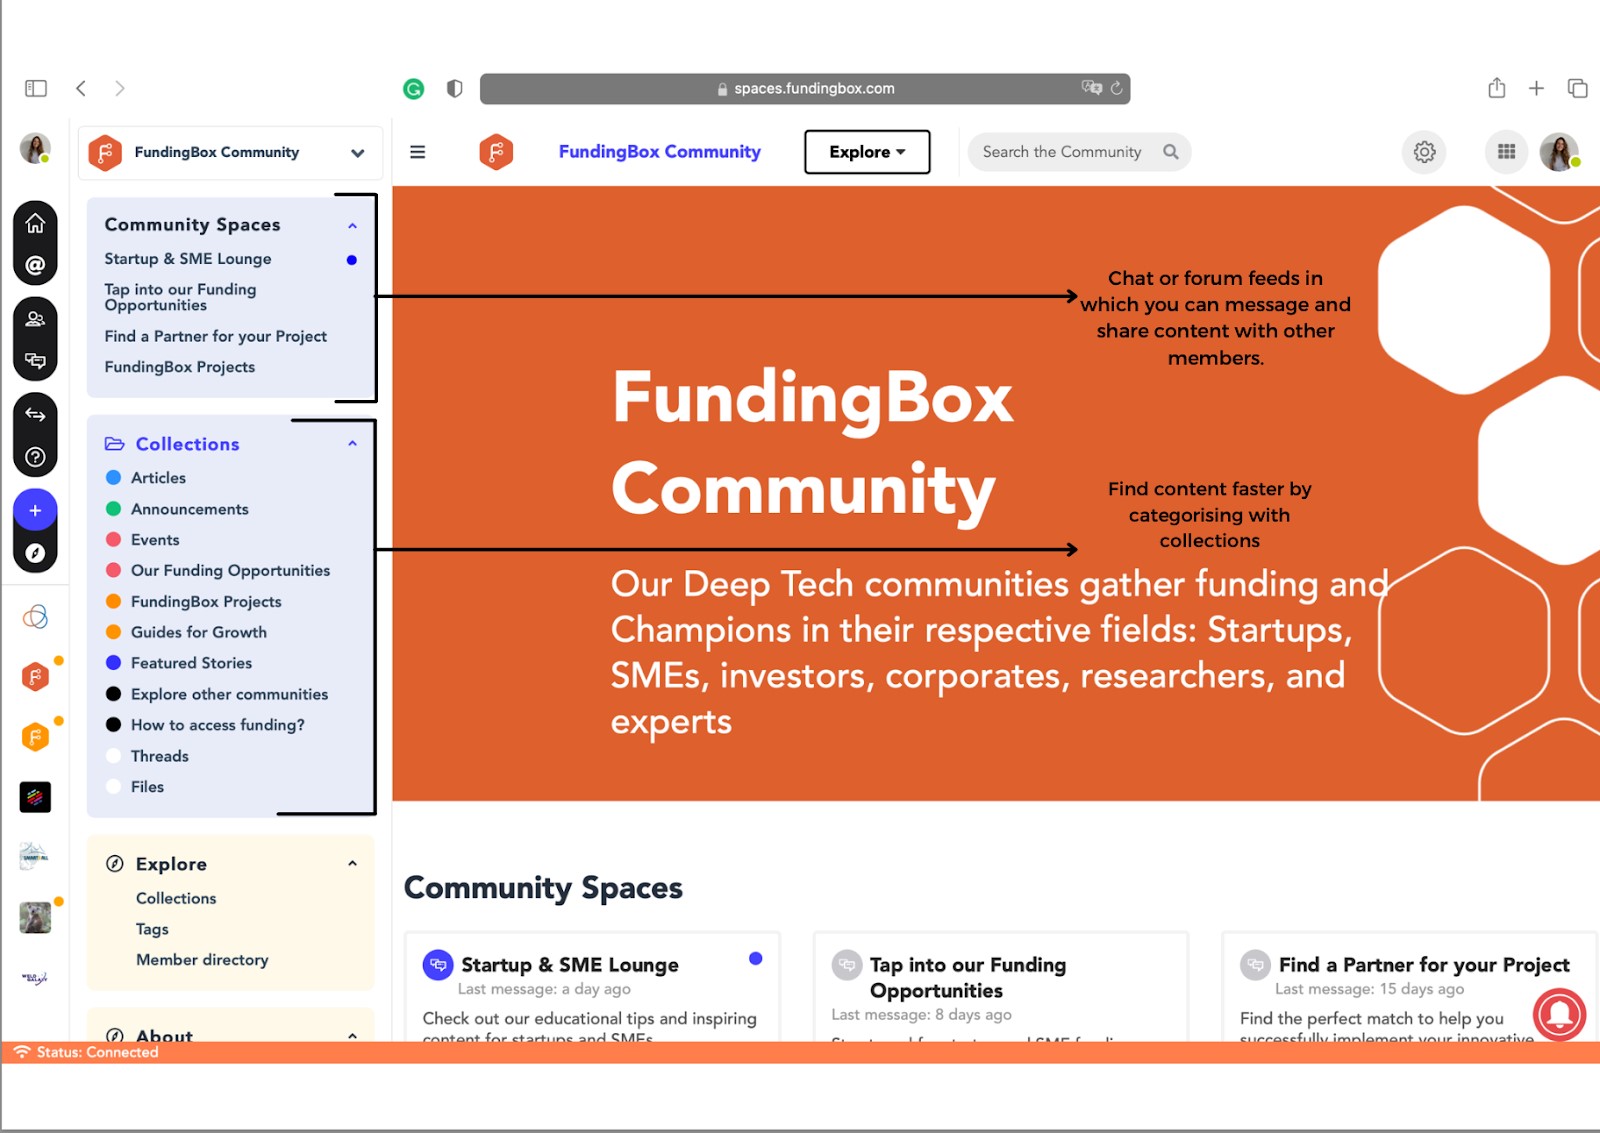 spaces.fundingbox.com
FundingBox Community
FundingBox Community
Explore
Search the Community
Community Spaces
Startup & SME Lounge
Tap into our Funding
Opportunities
Find a Partner for your Project
FundingBox Projects
Collections
Articles
Announcements
Events
Our Funding Opportunities
FundingBox Projects
Guides for Growth
Featured Stories
Explore other communities
How to access funding?
Threads
Files
Explore
Collections
Tags
Member directory
About
Chat or forum feeds in
which you can message and
share content with other
members.
FundingBox
Community
Find content faster by
categorising with
collections
Our Deep Tech communities gather funding and
Champions in their respective fields: Startups,
SMEs, investors, corporates, researchers, and
experts
Community Spaces
Startup & SME Lounge
Last message: a day ago
Check out our educational tips and inspiring
content for startups and SMEs
Tap into our Funding
Opportunities
Last message: 8 days ago
Find a Partner for your Project
Last message: 15 days ago
Find the perfect match to help you
successfully implement your innovative
Status: Connected